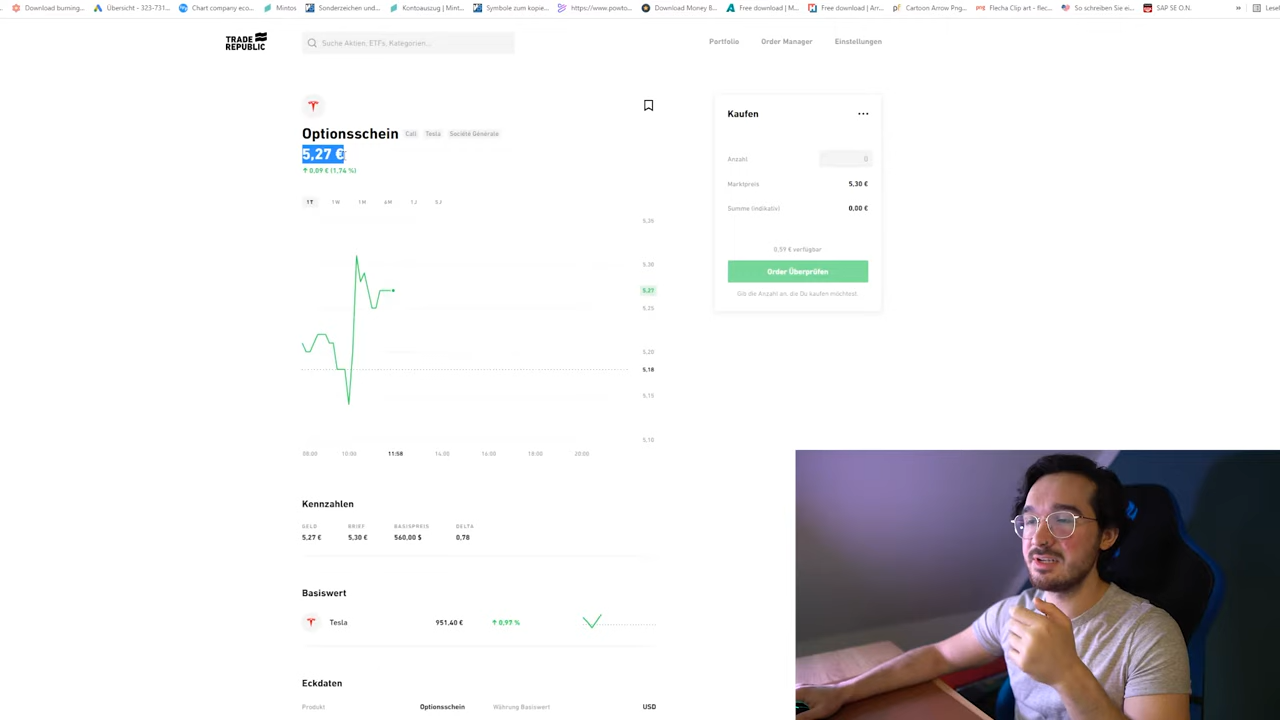 Download burning...
Übersicht - 323-731...
Chart company eco...
Mintos
Sonderzeichen und...
Kontoauszug | Mint...
Symbole zum kopie...
https://www.powto...
Download Money B...
Free download | M...
Free download | Arr...
Cartoon Arrow Png...
Flecha Clip art - flec...
So schreiben Sie ei...
SAP SE O.N.
»
Lesel
TRADE
REPUBLIC
Suche Aktien, ETFs, Kategorien...
Portfolio
Order Manager
Einstellungen
Optionsschein Call Tesla Société Générale
5,27 €
↑ 0,09 € (1,74 %)
1T 1W 1M 6M 1J 5J
5,30
5,27
5,25
5,20
5,18
5,15
5,10
08:00 10:00 11:58 14:00 16:00 18:00 20:00
Kaufen
Anzahl 0
Marktpreis 5,30 €
Summe (indikativ) 0,00 €
0,59 € verfügbar
Order Überprüfen
Gib die Anzahl an, die Du kaufen möchtest.
Kennzahlen
GELD BRIEF BASISPREIS DELTA
5,27 € 5,30 € 560,00 $ 0,78
Basiswert
Tesla 951,40 € ↑ 0,97 %
Eckdaten
Produkt Optionsschein Währung Basiswert USD